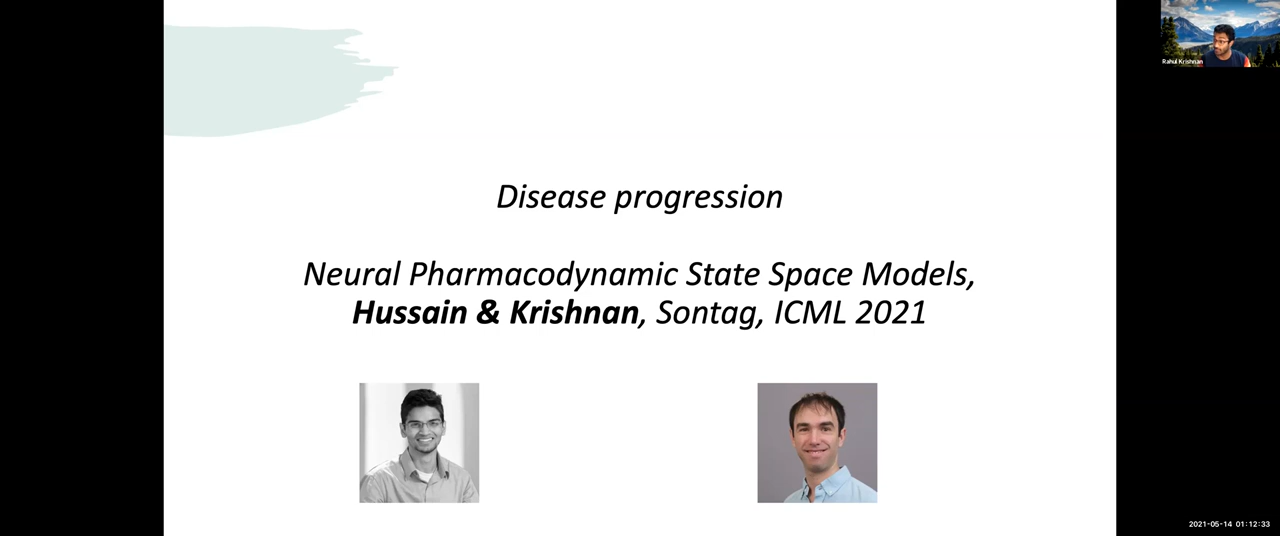 Rahul Krishnan
Disease progression
Neural Pharmacodynamic State Space Models,
Hussain & Krishnan, Sontag, ICML 2021
2021-05-14 01:12:33